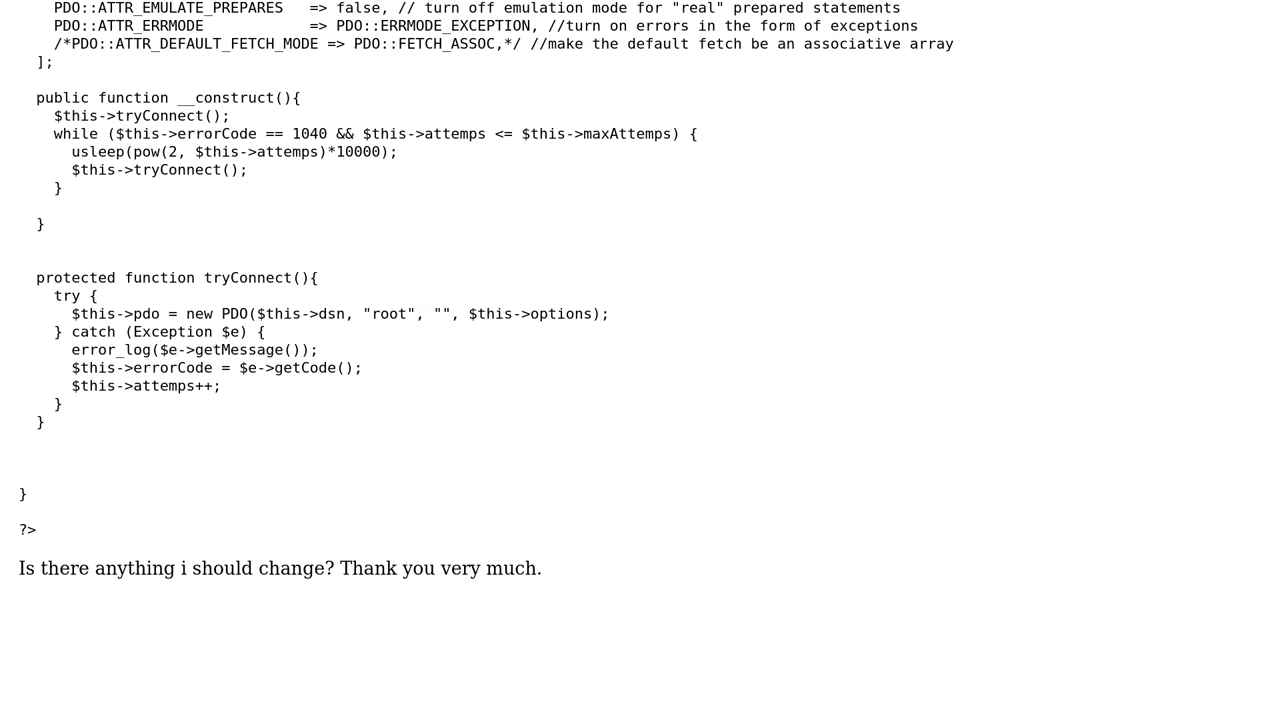 PDO::ATTR_EMULATE_PREPARES   => false, // turn off emulation mode for "real" prepared statements
    PDO::ATTR_ERRMODE            => PDO::ERRMODE_EXCEPTION, //turn on errors in the form of exceptions
    /*PDO::ATTR_DEFAULT_FETCH_MODE => PDO::FETCH_ASSOC,*/ //make the default fetch be an associative array
  ];
  public function __construct(){
    $this->tryConnect();
    while ($this->errorCode == 1040 && $this->attemps <= $this->maxAttemps) {
      usleep(pow(2, $this->attemps)*10000);
      $this->tryConnect();
    }
  }
  protected function tryConnect(){
    try {
      $this->pdo = new PDO($this->dsn, "root", "", $this->options);
    } catch (Exception $e) {
      error_log($e->getMessage());
      $this->errorCode = $e->getCode();
      $this->attemps++;
    }
  }
}
?>
Is there anything i should change? Thank you very much.